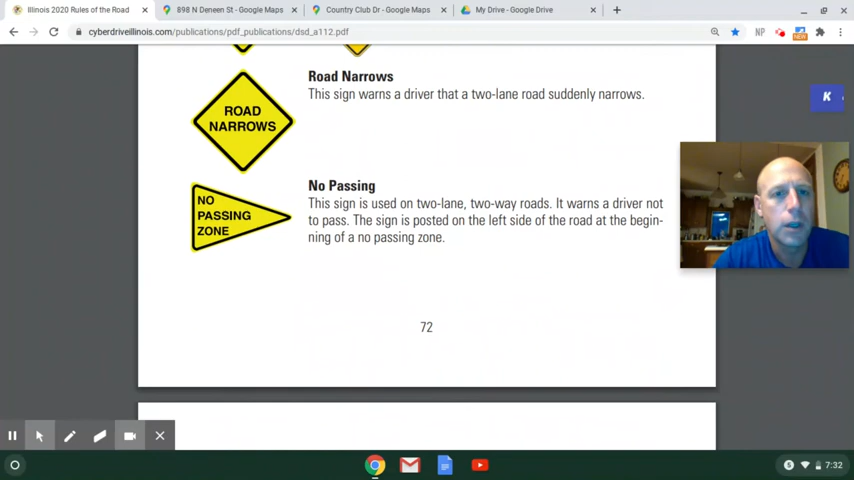 Illinois 2020 Rules of the Road
898 N Deneen St - Google Maps
Country Club Dr - Google Maps
My Drive - Google Drive
cyberdriveillinois.com/publications/pdf_publications/dsd_a112.pdf
NP
NEW
K
Road Narrows
This sign warns a driver that a two-lane road suddenly narrows.
ROAD
NARROWS
No Passing
This sign is used on two-lane, two-way roads. It warns a driver not
to pass. The sign is posted on the left side of the road at the begin-
ning of a no passing zone.
NO
PASSING
ZONE
72
7:32